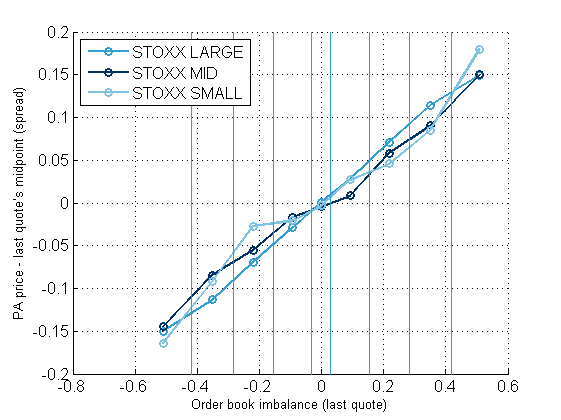 STOXX LARGE
STOXX MID
STOXX SMALL
0.2
0.15
0.1
0.05
0
-0.05
-0.1
-0.15
-0.2
PA price - last quote's midpoint (spread)
-0.8 -0.6 -0.4 -0.2 0 0.2 0.4 0.6
Order book imbalance (last quote)